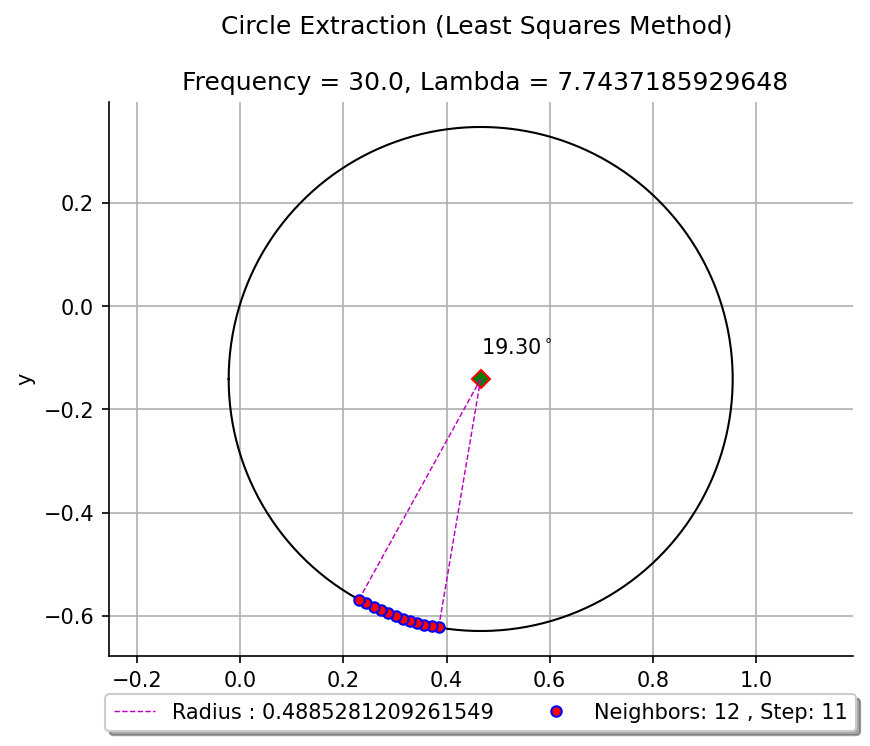 Circle Extraction (Least Squares Method)
Frequency = 30.0, Lambda = 7.7437185929648
0.2
0.0
−0.2
−0.4
−0.6
y
19.30°
−0.2 0.0 0.2 0.4 0.6 0.8 1.0
Radius : 0.4885281209261549 Neighbors: 12 , Step: 11